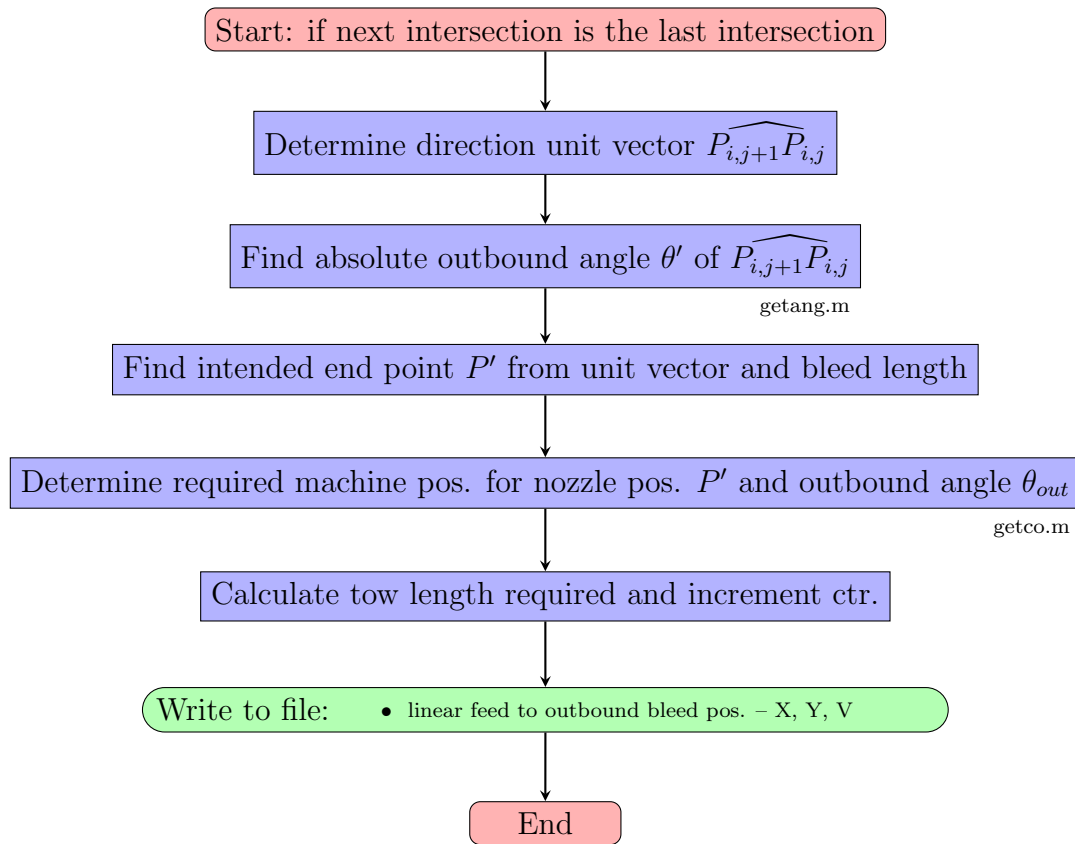 Start: if next intersection is the last intersection
Determine direction unit vector $\widehat{P_{i,j+1}P_{i,j}}$
Find absolute outbound angle $\theta'$ of $\widehat{P_{i,j+1}P_{i,j}}$
getang.m
Find intended end point $P'$ from unit vector and bleed length
Determine required machine pos. for nozzle pos. $P'$ and outbound angle $\theta_{out}$
getco.m
Calculate tow length required and increment ctr.
Write to file: • linear feed to outbound bleed pos. – X, Y, V
End